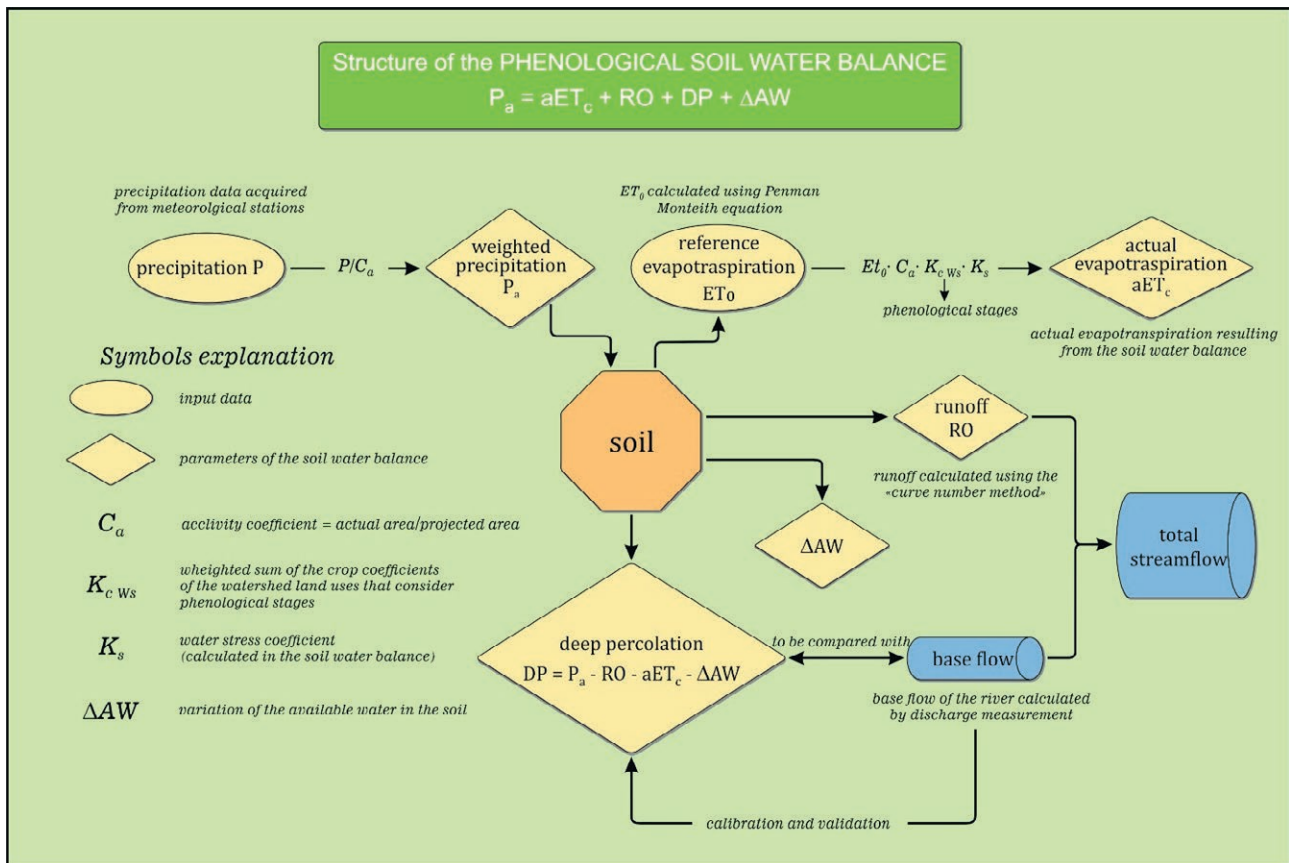 Structure of the PHENOLOGICAL SOIL WATER BALANCE
Pₐ = aET_c + RO + DP + ΔAW
precipitation data acquired
from meteorolgical stations
precipitation P
P/Cₐ
weighted
precipitation
Pₐ
ET₀ calculated using Penman
Monteith equation
reference
evapotraspiration
ET₀
Et₀· Cₐ· K_c Ws· K_s
phenological stages
actual
evapotraspiration
aET_c
actual evapotranspiration resulting
from the soil water balance
Symbols explanation
input data
parameters of the soil water balance
Cₐ
acclivity coefficient = actual area/projected area
K_c Ws
wheighted sum of the crop coefficients
of the watershed land uses that consider
phenological stages
K_s
water stress coefficient
(calculated in the soil water balance)
ΔAW
variation of the available water in the soil
soil
runoff
RO
runoff calculated using the
«curve number method»
ΔAW
total
streamflow
deep percolation
DP = Pₐ - RO - aET_c - ΔAW
to be compared with
base flow
base flow of the river calculated
by discharge measurement
calibration and validation